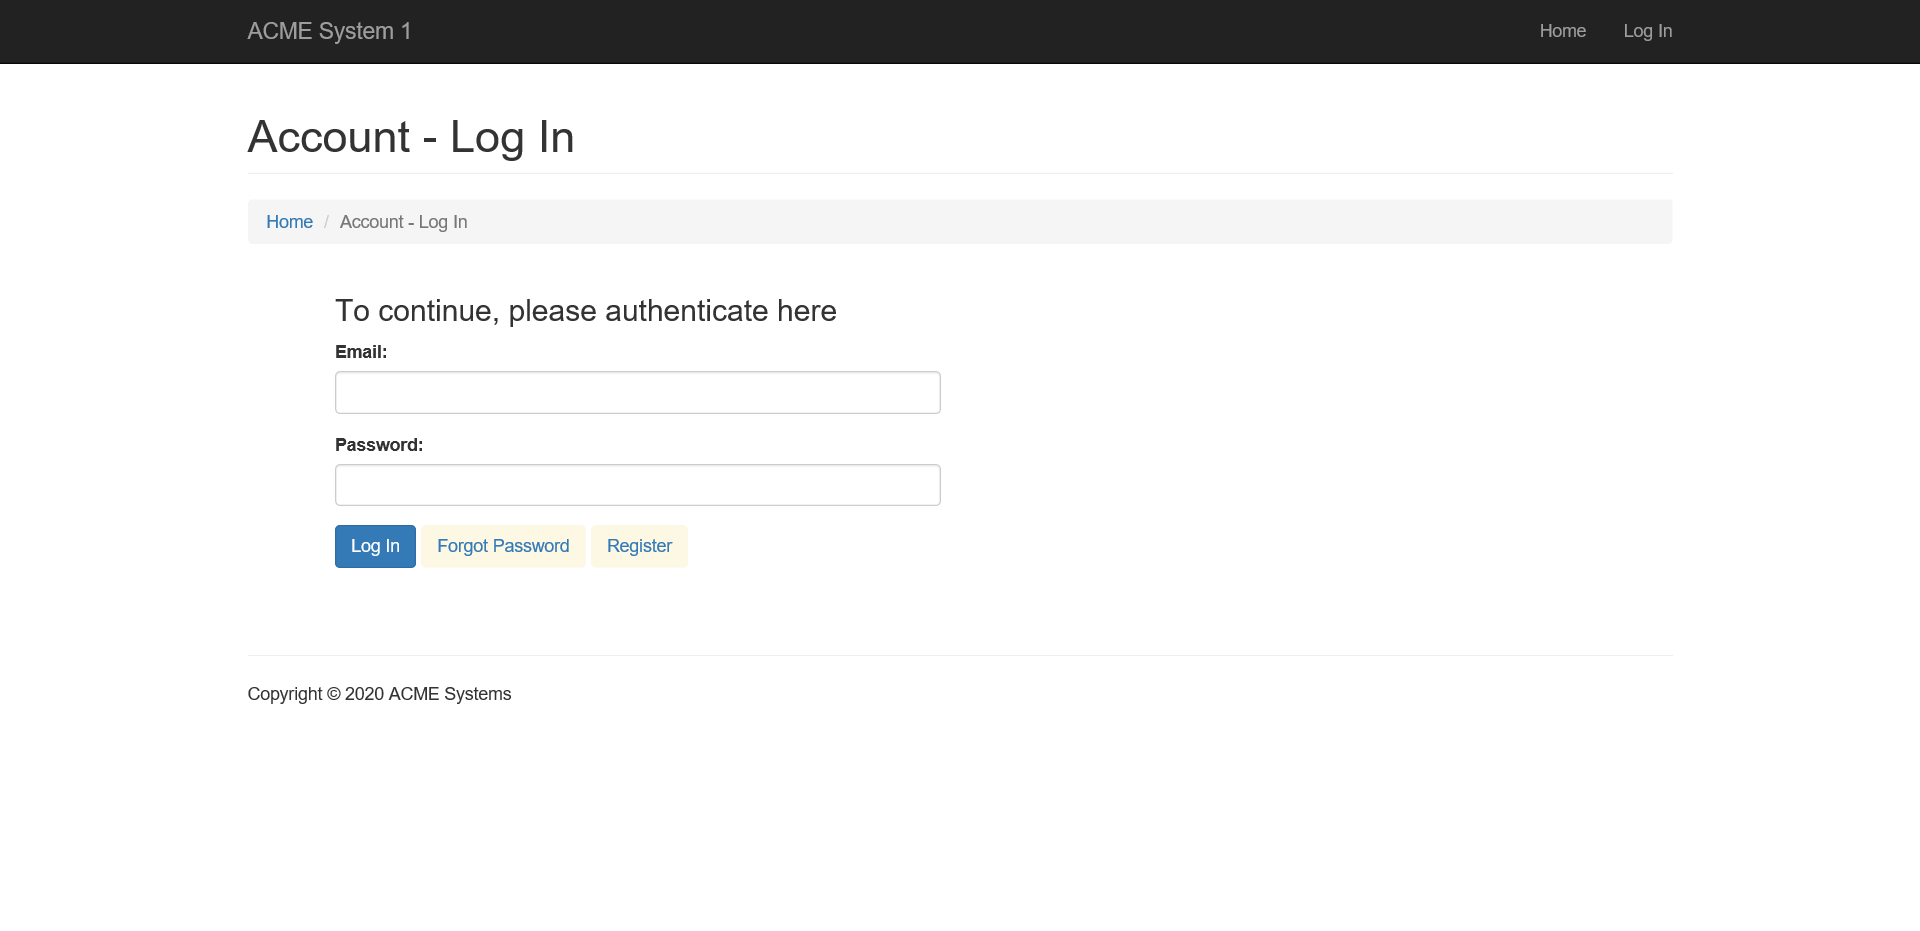 ACME System 1 Home Log In
Account - Log In
Home / Account - Log In
To continue, please authenticate here
Email:
Password:
Log In Forgot Password Register
Copyright © 2020 ACME Systems